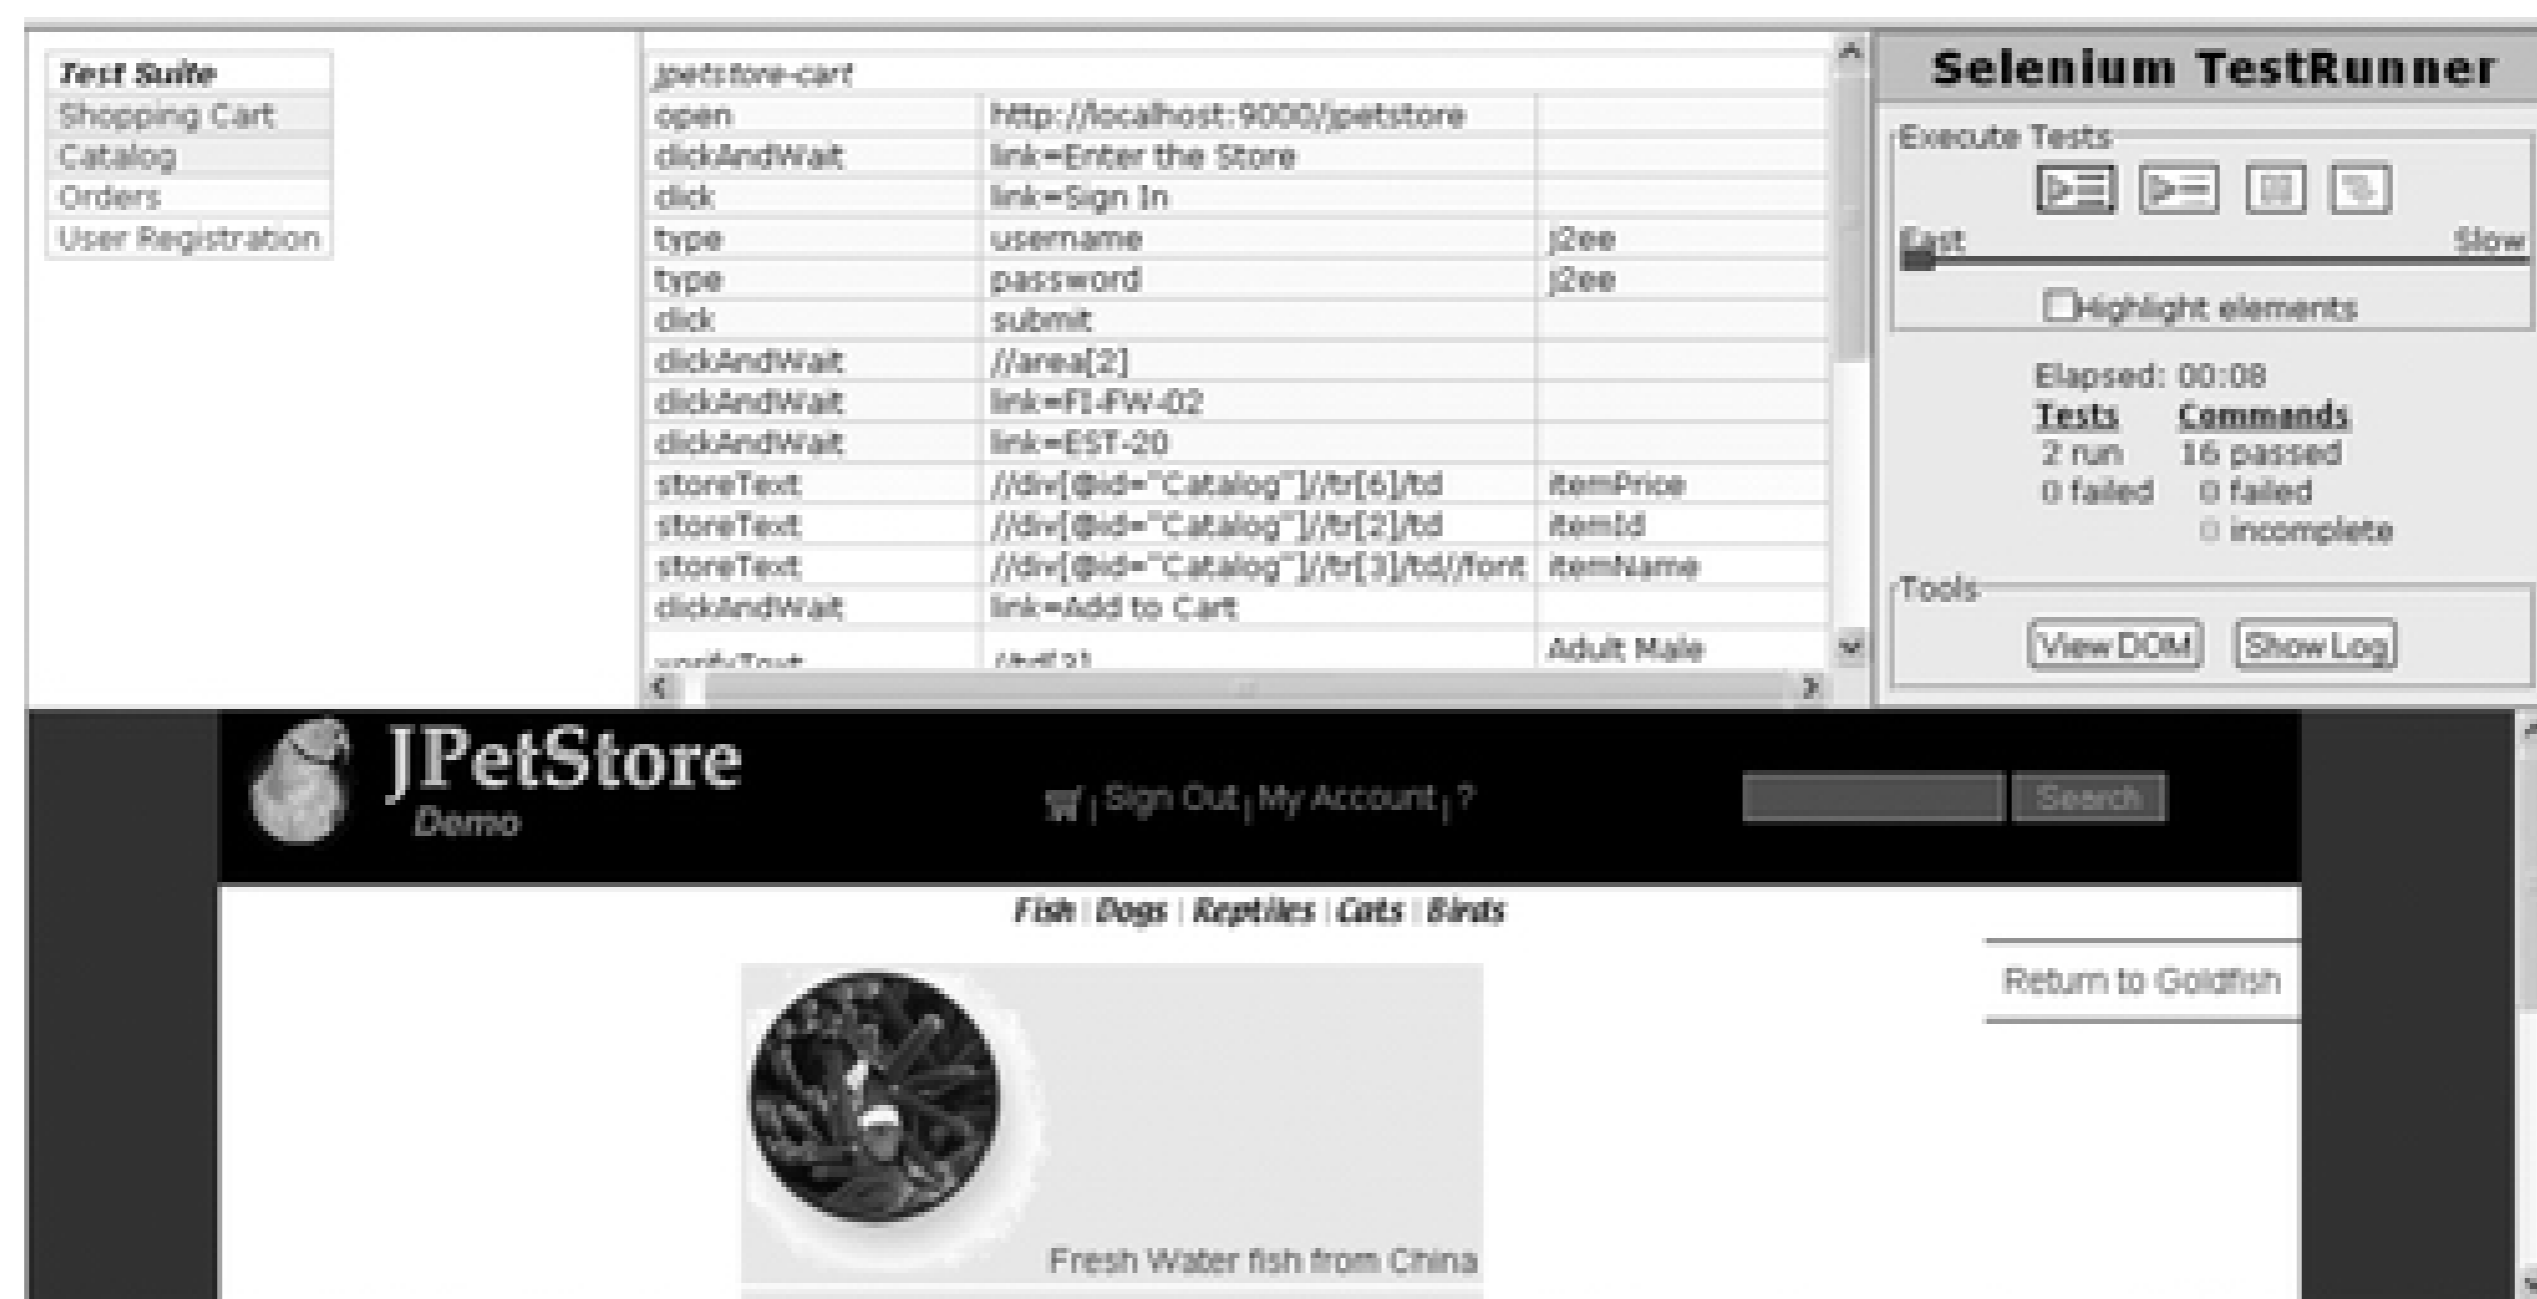 Test Suite
Shopping Cart
Catalog
Orders
User Registration
jpetstore-cart
open http://localhost:9000/jpetstore
clickAndWait link=Enter the Store
click link=Sign In
type username j2ee
type password j2ee
click submit
clickAndWait //area[2]
clickAndWait link=FI-FW-02
clickAndWait link=EST-20
storeText //div[@id="Catalog"]//tr[6]/td itemPrice
storeText //div[@id="Catalog"]//tr[2]/td itemId
storeText //div[@id="Catalog"]//tr[3]/td//font itemName
clickAndWait link=Add to Cart
verifyText //td[3] Adult Male
Selenium TestRunner
Execute Tests
Fast Slow
Highlight elements
Elapsed: 00:08
Tests Commands
2 run 16 passed
0 failed 0 failed
0 incomplete
Tools
View DOM Show Log
JPetStore
Demo
Sign Out | My Account | ?
Search
Fish | Dogs | Reptiles | Cats | Birds
Return to Goldfish
Fresh Water fish from China